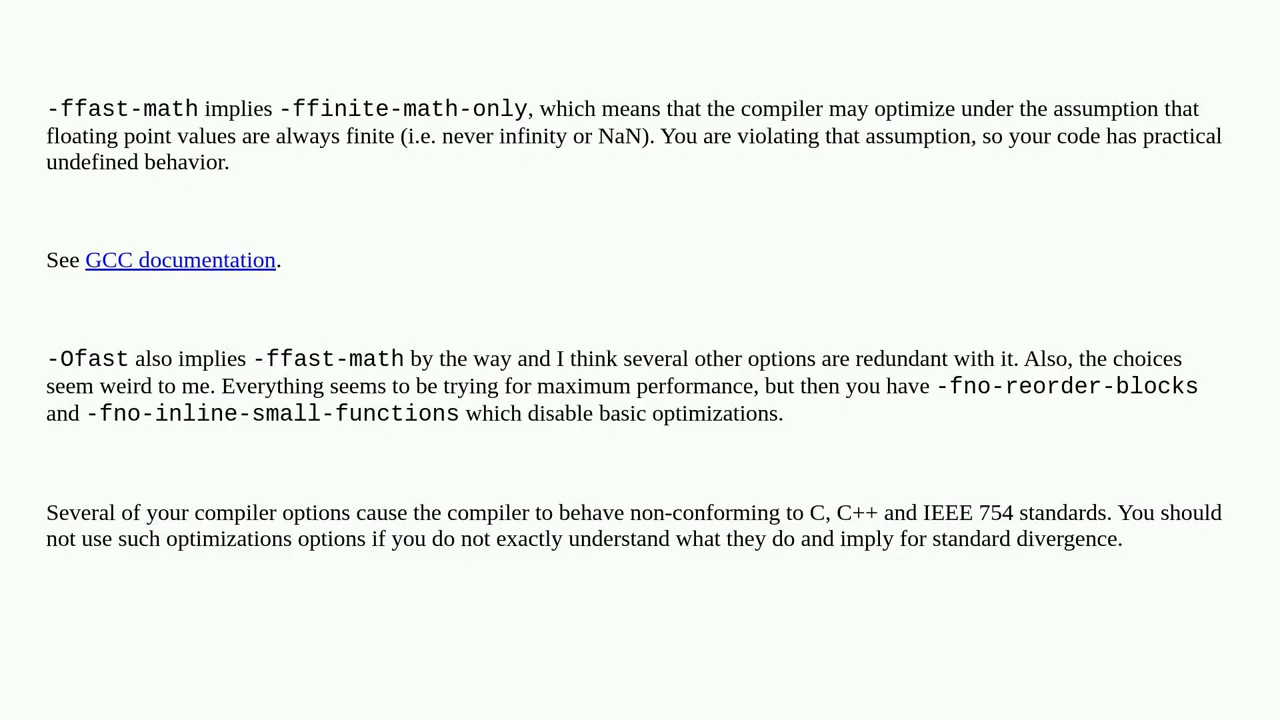 -ffast-math implies -ffinite-math-only, which means that the compiler may optimize under the assumption that
floating point values are always finite (i.e. never infinity or NaN). You are violating that assumption, so your code has practical
undefined behavior.
See GCC documentation.
-Ofast also implies -ffast-math by the way and I think several other options are redundant with it. Also, the choices
seem weird to me. Everything seems to be trying for maximum performance, but then you have -fno-reorder-blocks
and -fno-inline-small-functions which disable basic optimizations.
Several of your compiler options cause the compiler to behave non-conforming to C, C++ and IEEE 754 standards. You should
not use such optimizations options if you do not exactly understand what they do and imply for standard divergence.